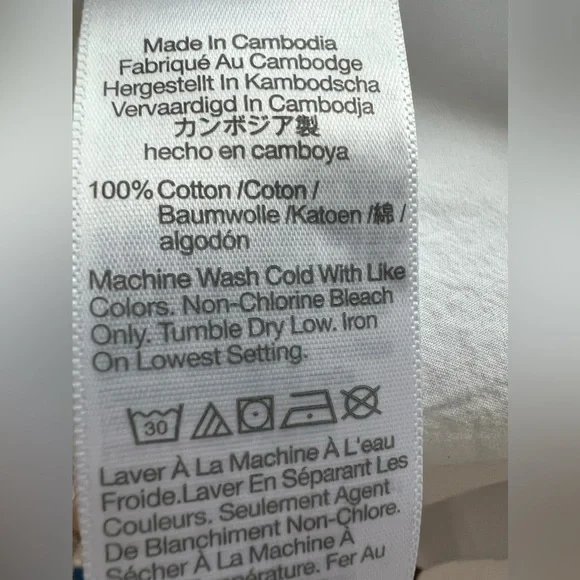 Made In Cambodia
Fabriqué Au Cambodge
Hergestellt In Kambodscha
Vervaardigd In Cambodja
カンボジア製
hecho en camboya
100% Cotton /Coton /
Baumwolle /Katoen /綿 /
algodón
Machine Wash Cold With Like
Colors. Non-Chlorine Bleach
Only. Tumble Dry Low. Iron
On Lowest Setting.
30
Laver À La Machine À L'eau
Froide.Laver En Séparant Les
Couleurs. Seulement Agent
De Blanchiment Non-Chlore.
Sécher À La Machine À
Température. Fer Au